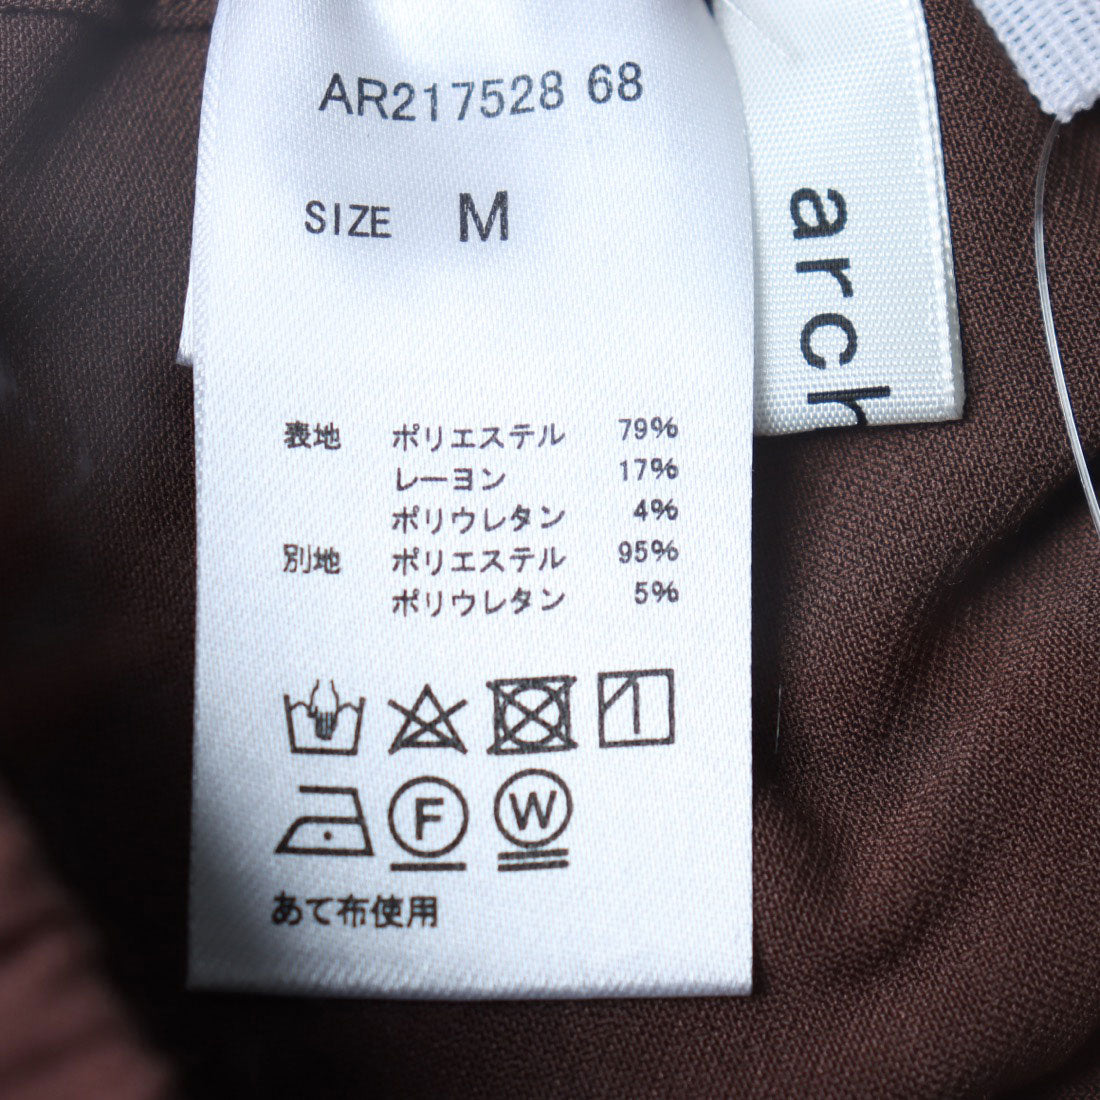 AR217528 68
SIZE M
表地 ポリエステル 79%
レーヨン 17%
ポリウレタン 4%
別地 ポリエステル 95%
ポリウレタン 5%
F W
あて布使用
arch